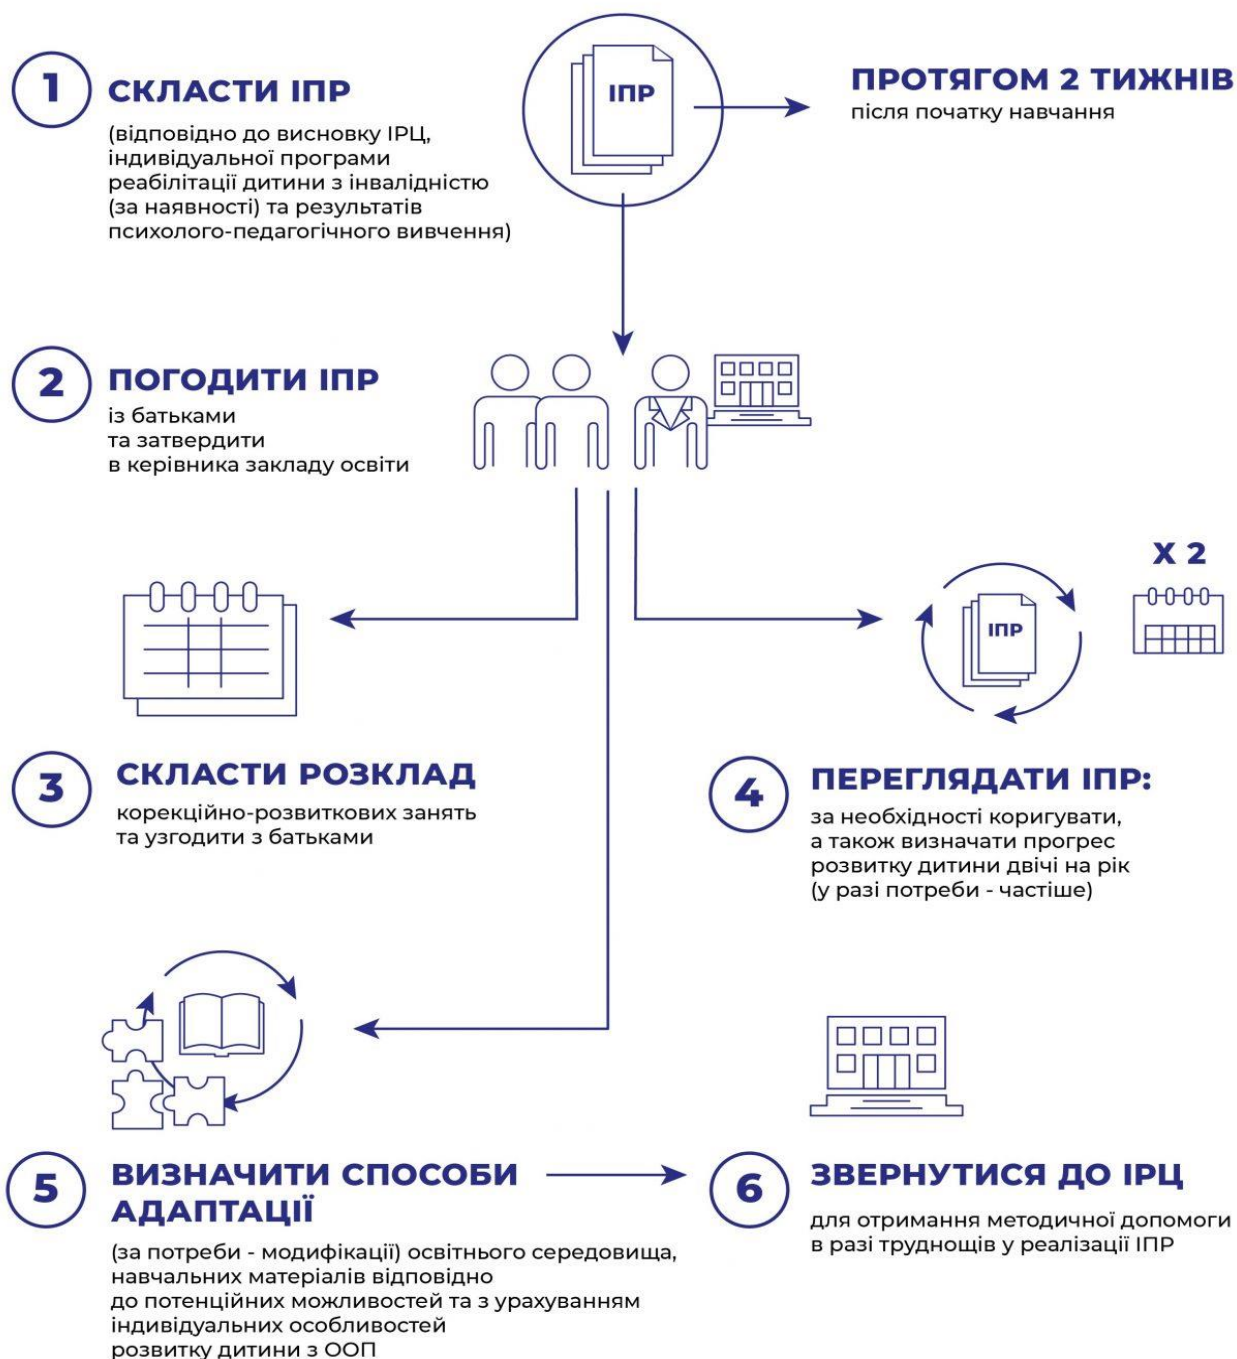 1
СКЛАСТИ ІПР
(відповідно до висновку ІРЦ,
індивідуальної програми
реабілітації дитини з інвалідністю
(за наявності) та результатів
психолого-педагогічного вивчення)
ІПР
ПРОТЯГОМ 2 ТИЖНІВ
після початку навчання
2
ПОГОДИТИ ІПР
із батьками
та затвердити
в керівника закладу освіти
3
СКЛАСТИ РОЗКЛАД
корекційно-розвиткових занять
та узгодити з батьками
ІПР
Х 2
4
ПЕРЕГЛЯДАТИ ІПР:
за необхідності коригувати,
а також визначати прогрес
розвитку дитини двічі на рік
(у разі потреби - частіше)
5
ВИЗНАЧИТИ СПОСОБИ
АДАПТАЦІЇ
(за потреби - модифікації) освітнього середовища,
навчальних матеріалів відповідно
до потенційних можливостей та з урахуванням
індивідуальних особливостей
розвитку дитини з ООП
6
ЗВЕРНУТИСЯ ДО ІРЦ
для отримання методичної допомоги
в разі труднощів у реалізації ІПР